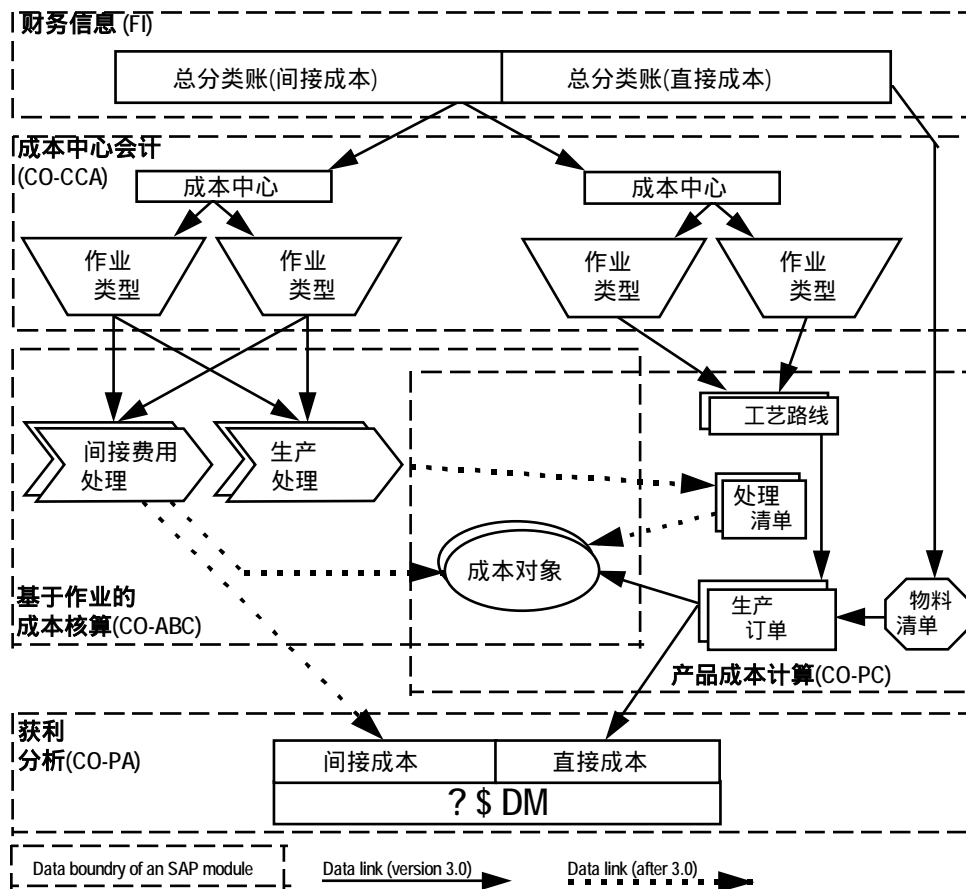 财务信息 (FI)
总分类账(间接成本)
总分类账(直接成本)
成本中心会计
(CO-CCA)
成本中心
成本中心
作业
类型
作业
类型
作业
类型
作业
类型
工艺路线
间接费用
处理
生产
处理
处理
清单
成本对象
基于作业的
成本核算(CO-ABC)
生产
订单
物料
清单
产品成本计算(CO-PC)
获利
分析(CO-PA)
间接成本
直接成本
? $ DM
Data boundry of an SAP module
Data link (version 3.0)
Data link (after 3.0)